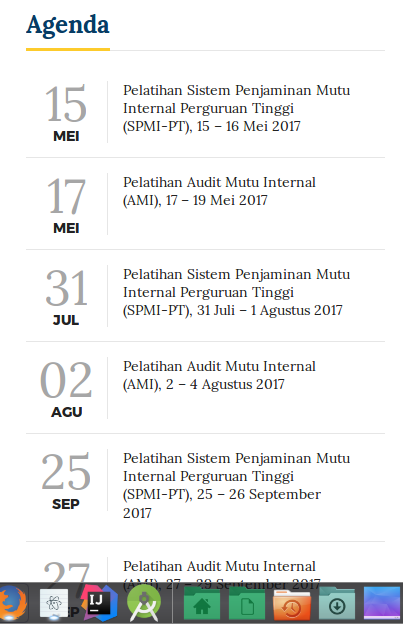 Agenda
15
MEI
Pelatihan Sistem Penjaminan Mutu
Internal Perguruan Tinggi
(SPMI-PT), 15 – 16 Mei 2017
17
MEI
Pelatihan Audit Mutu Internal
(AMI), 17 – 19 Mei 2017
31
JUL
Pelatihan Sistem Penjaminan Mutu
Internal Perguruan Tinggi
(SPMI-PT), 31 Juli – 1 Agustus 2017
02
AGU
Pelatihan Audit Mutu Internal
(AMI), 2 – 4 Agustus 2017
25
SEP
Pelatihan Sistem Penjaminan Mutu
Internal Perguruan Tinggi
(SPMI-PT), 25 – 26 September
2017
27
Pelatihan Audit Mutu Internal
(AMI), 27 – 29 September 2017
IJ